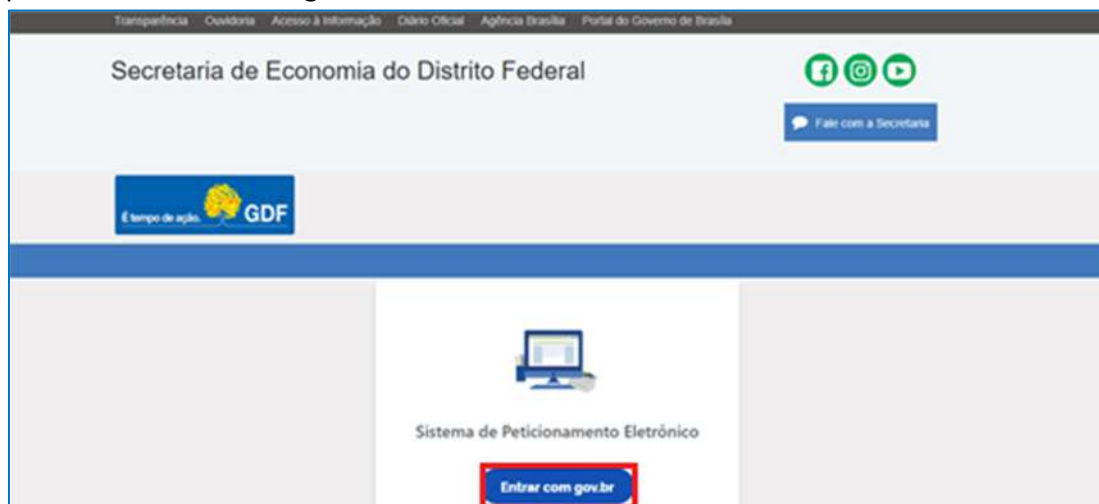 Transparência Ouvidoria Acesso à Informação Diário Oficial Agência Brasília Portal do Governo de Brasília
Secretaria de Economia do Distrito Federal
Fale com a Secretaria
É tempo de ação. GDF
Sistema de Peticionamento Eletrônico
Entrar com gov.br